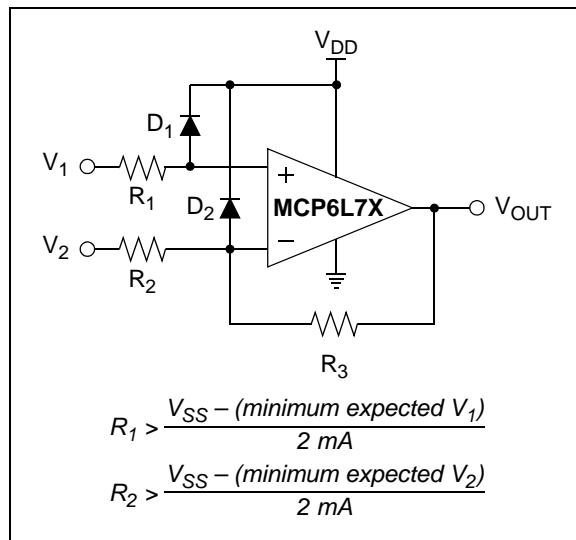 V_DD
D_1
V_1
R_1
+
MCP6L7X
V_OUT
D_2
V_2
R_2
–
R_3
R_1 > V_SS – (minimum expected V_1)
2 mA
R_2 > V_SS – (minimum expected V_2)
2 mA